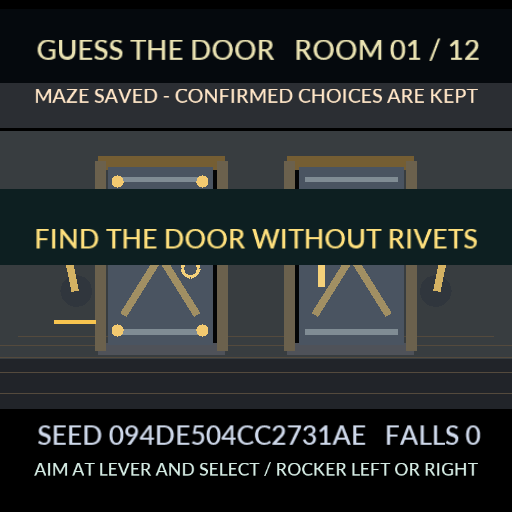 GUESS THE DOOR   ROOM 01 / 12
MAZE SAVED - CONFIRMED CHOICES ARE KEPT
FIND THE DOOR WITHOUT RIVETS
SEED 094DE504CC2731AE   FALLS 0
AIM AT LEVER AND SELECT / ROCKER LEFT OR RIGHT